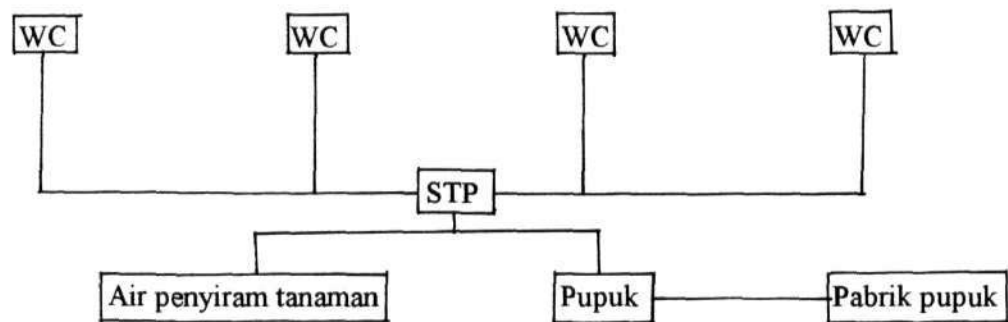 WC
WC
WC
WC
STP
Air penyiram tanaman
Pupuk
Pabrik pupuk